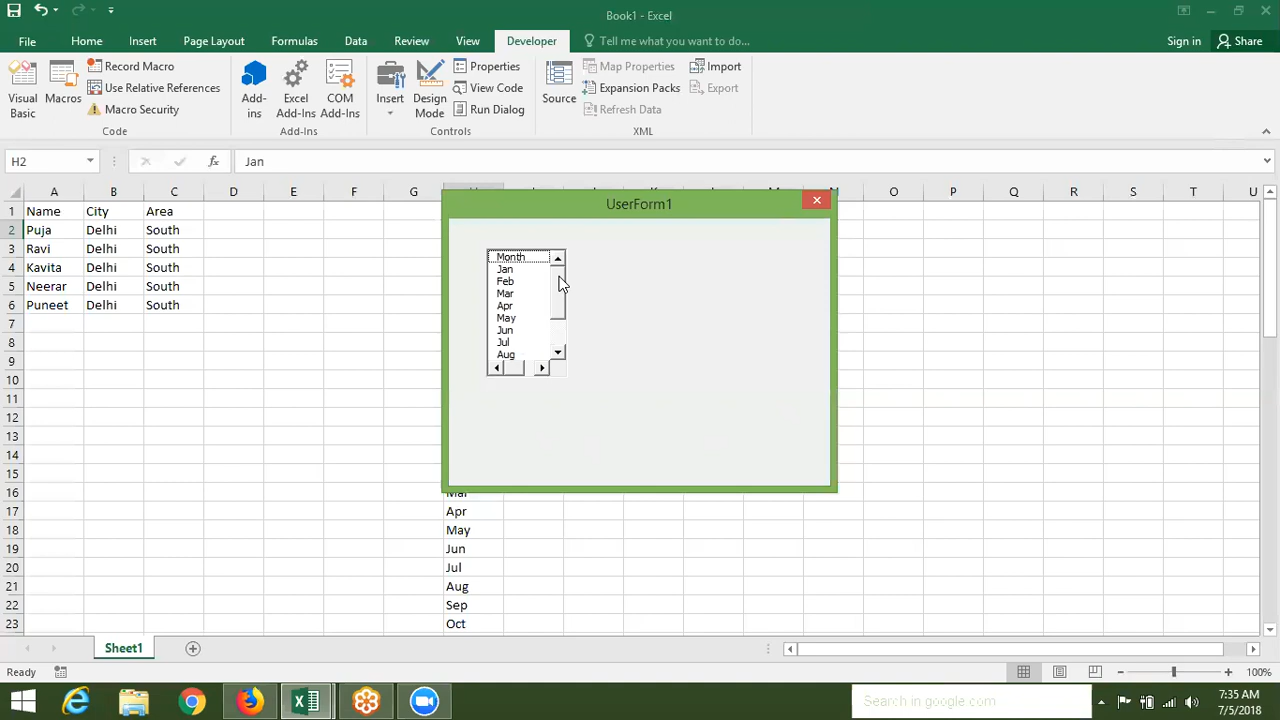 Book1 - Excel
File Home Insert Page Layout Formulas Data Review View Developer Tell me what you want to do... Sign in Share
Visual Basic
Macros
Record Macro
Use Relative References
Macro Security
Code
Add-ins
Excel Add-Ins
COM Add-Ins
Add-Ins
Insert
Design Mode
Properties
View Code
Run Dialog
Controls
Source
Map Properties
Expansion Packs
Refresh Data
Import
Export
XML
H2 fx Jan
A B C D E F G O P Q R S T U
1 Name City Area
2 Puja Delhi South
3 Ravi Delhi South
4 Kavita Delhi South
5 Neerar Delhi South
6 Puneet Delhi South
7
8
9
10
11
12
13
14
15
16 Mar
17 Apr
18 May
19 Jun
20 Jul
21 Aug
22 Sep
23 Oct
UserForm1
Month
Jan
Feb
Mar
Apr
May
Jun
Jul
Aug
Sheet1
Ready 100%
Search in google com
7:35 AM
7/5/2018